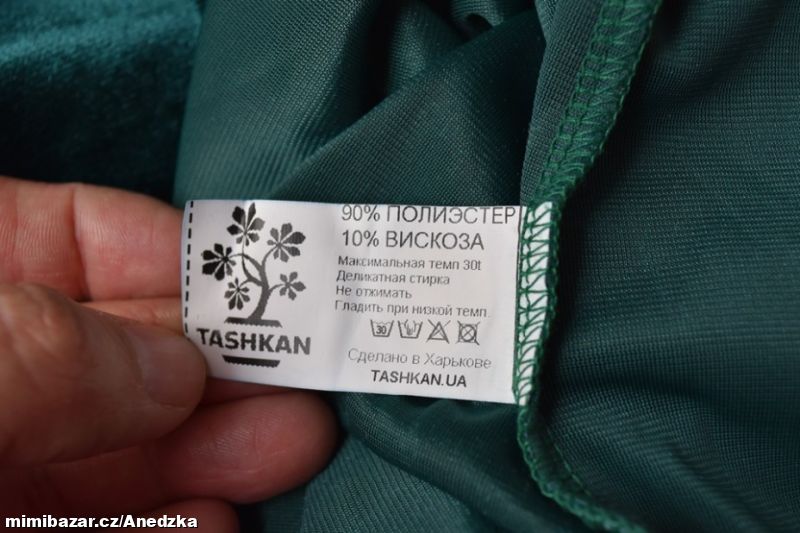 90% ПОЛИЭСТЕР
10% ВИСКОЗА
Максимальная темп 30t
Деликатная стирка
Не отжимать
Гладить при низкой темп.
30
TASHKAN
Сделано в Харькове
TASHKAN.UA
mimibazar.cz/Anedzka